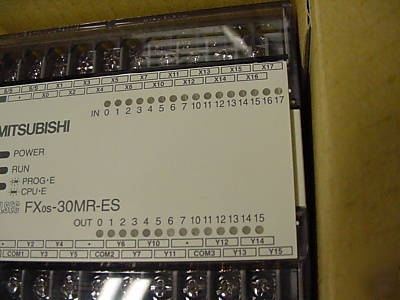 S/S S/S X1 X3 X5 X7 X11 X13 X15 X17
X0 X2 X4 X6 X10 X12 X14 X16
IN 0 1 2 3 4 5 6 7 10 11 12 13 14 15 16 17
MITSUBISHI
POWER
RUN
PROG·E
CPU·E
FX0S-30MR-ES
OUT 0 1 2 3 4 5 6 7 10 11 12 13 14 15
Y2 Y4 Y6 Y10 Y12 Y14
COM1 Y3 Y5 COM2 Y7 Y11 COM3 Y13 Y15